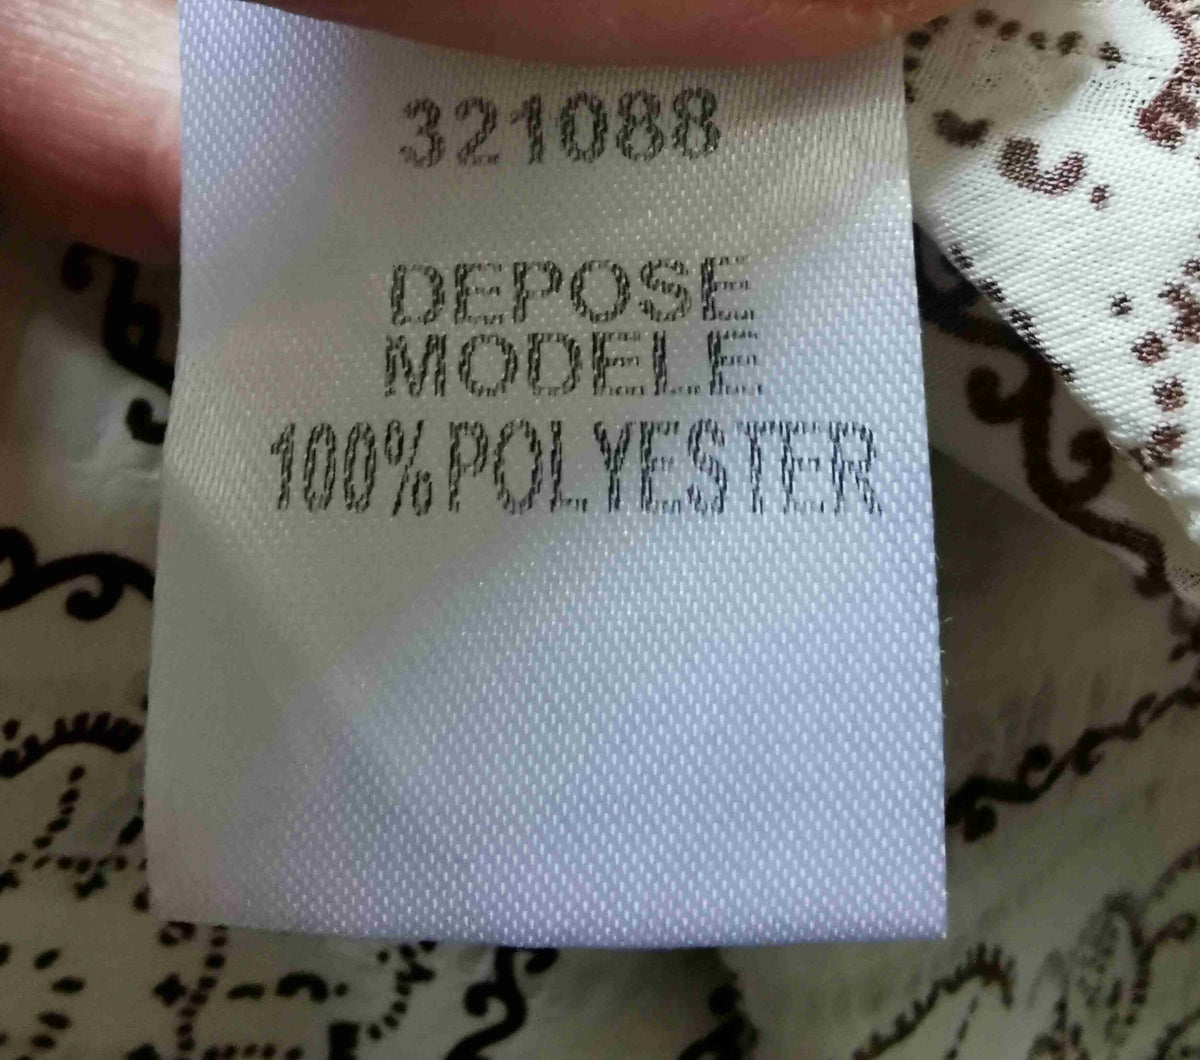 321088
DEPOSE
MODELE
100% POLYESTER